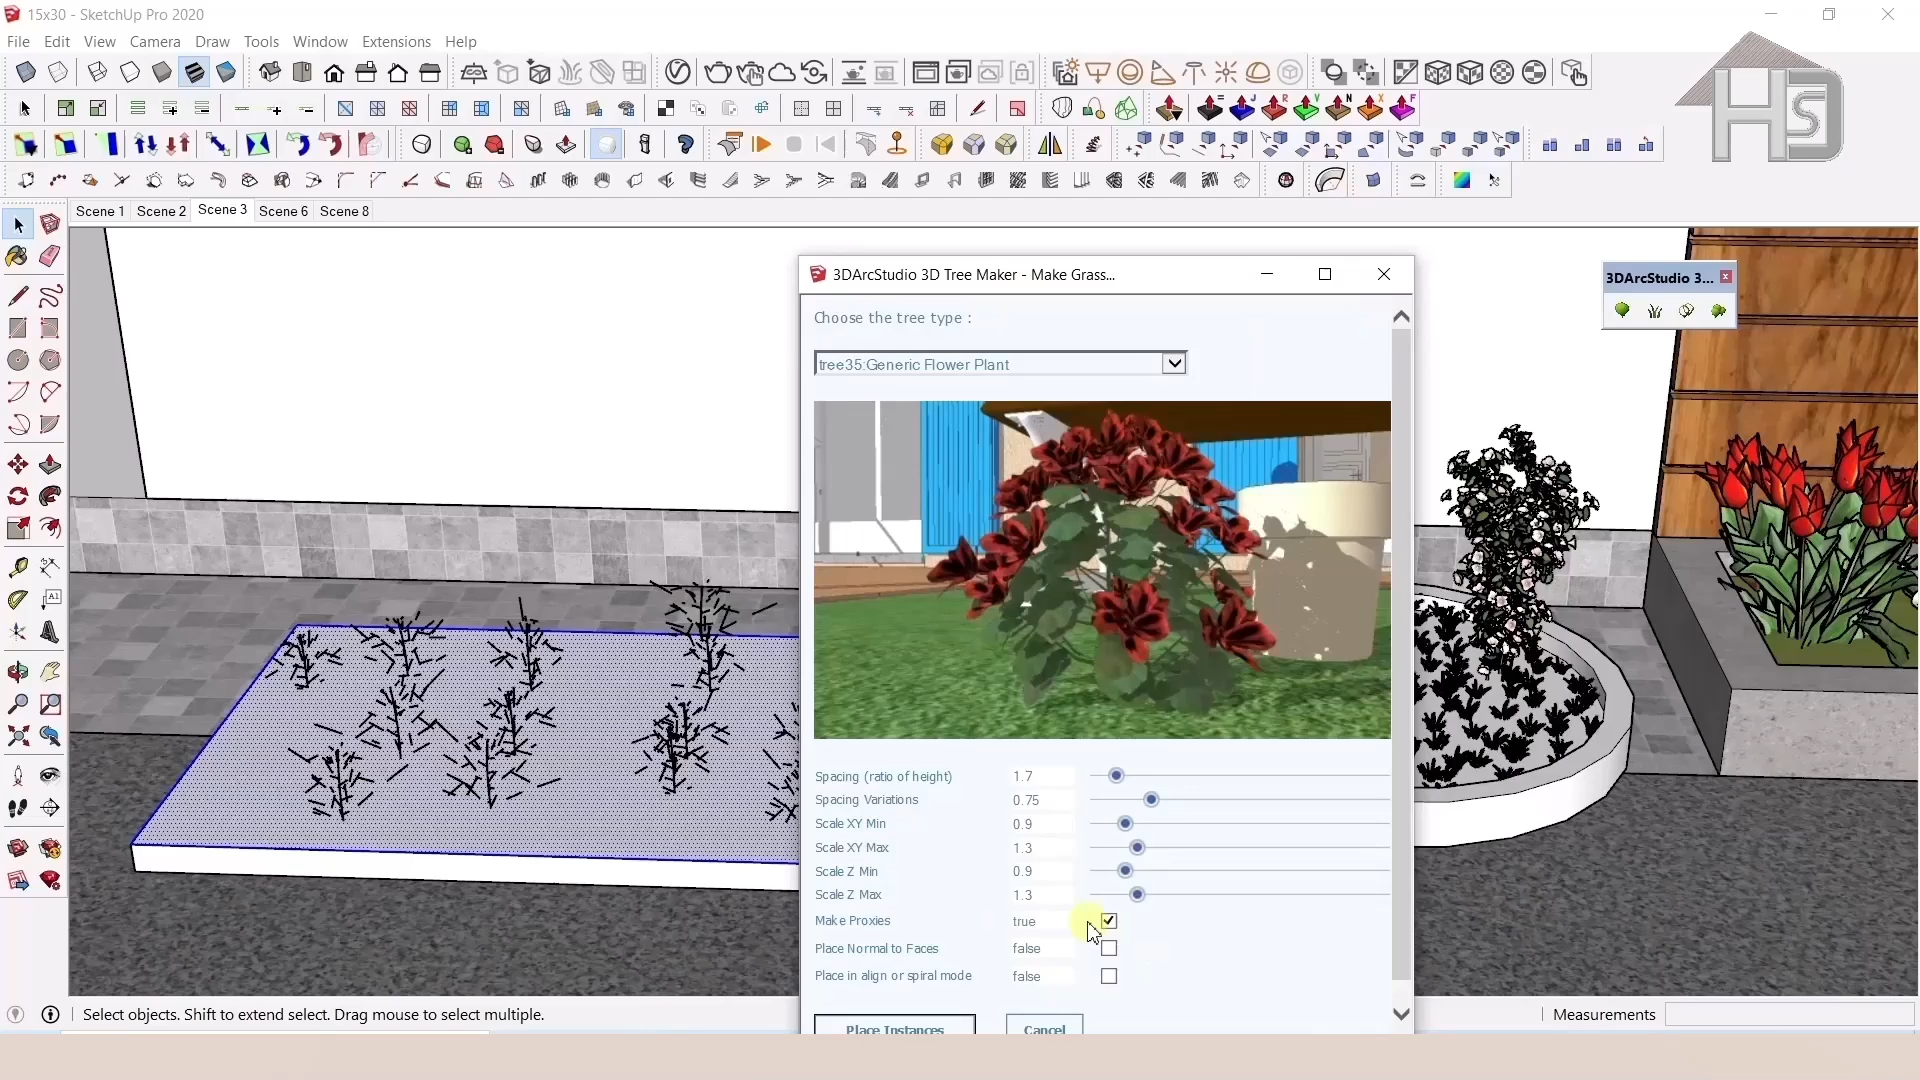 15x30 - SketchUp Pro 2020
File Edit View Camera Draw Tools Window Extensions Help
HS
Scene 1 Scene 2 Scene 3 Scene 6 Scene 8
3DArcStudio 3D Tree Maker - Make Grass...
3DArcStudio 3...
Choose the tree type :
tree35:Generic Flower Plant
Spacing (ratio of height) 1.7
Spacing Variations 0.75
Scale XY Min 0.9
Scale XY Max 1.3
Scale Z Min 0.9
Scale Z Max 1.3
Make Proxies true
Place Normal to Faces false
Place in align or spiral mode false
Place Instances Cancel
Select objects. Shift to extend select. Drag mouse to select multiple.
Measurements